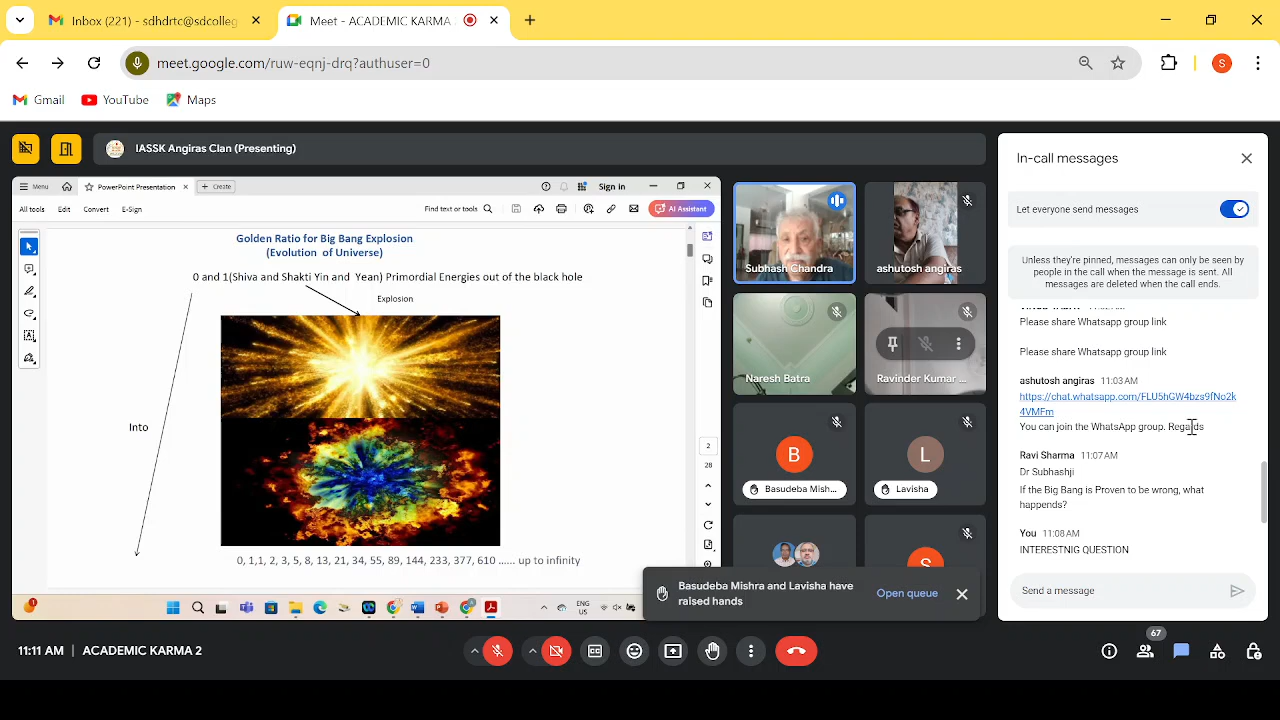 Inbox (221) - sdhdrtc@sdcolleg
Meet - ACADEMIC KARMA
meet.google.com/ruw-eqnj-drq?authuser=0
S
Gmail
YouTube
Maps
IASSK Angiras Clan (Presenting)
Menu
PowerPoint Presentation
+ Create
Sign in
All tools
Edit
Convert
E-Sign
Find text or tools
AI Assistant
Golden Ratio for Big Bang Explosion
(Evolution of Universe)
0 and 1(Shiva and Shakti Yin and Yean) Primordial Energies out of the black hole
Explosion
Into
0, 1,1, 2, 3, 5, 8, 13, 21, 34, 55, 89, 144, 233, 377, 610 ...... up to infinity
2
28
1
ENG
US
Subhash Chandra
ashutosh angiras
Naresh Batra
Ravinder Kumar ...
B
Basudeba Mish...
L
Lavisha
S
Basudeba Mishra and Lavisha have
raised hands
Open queue
In-call messages
Let everyone send messages
Unless they're pinned, messages can only be seen by
people in the call when the message is sent. All
messages are deleted when the call ends.
Please share Whatsapp group link
Please share Whatsapp group link
ashutosh angiras 11:03 AM
https://chat.whatsapp.com/FLU5hGW4bzs9fNo2k
4VMFm
You can join the WhatsApp group. Regards
Ravi Sharma 11:07 AM
Dr Subhashji
If the Big Bang is Proven to be wrong, what
happens?
You 11:08 AM
INTERESTNIG QUESTION
Send a message
11:11 AM | ACADEMIC KARMA 2
67